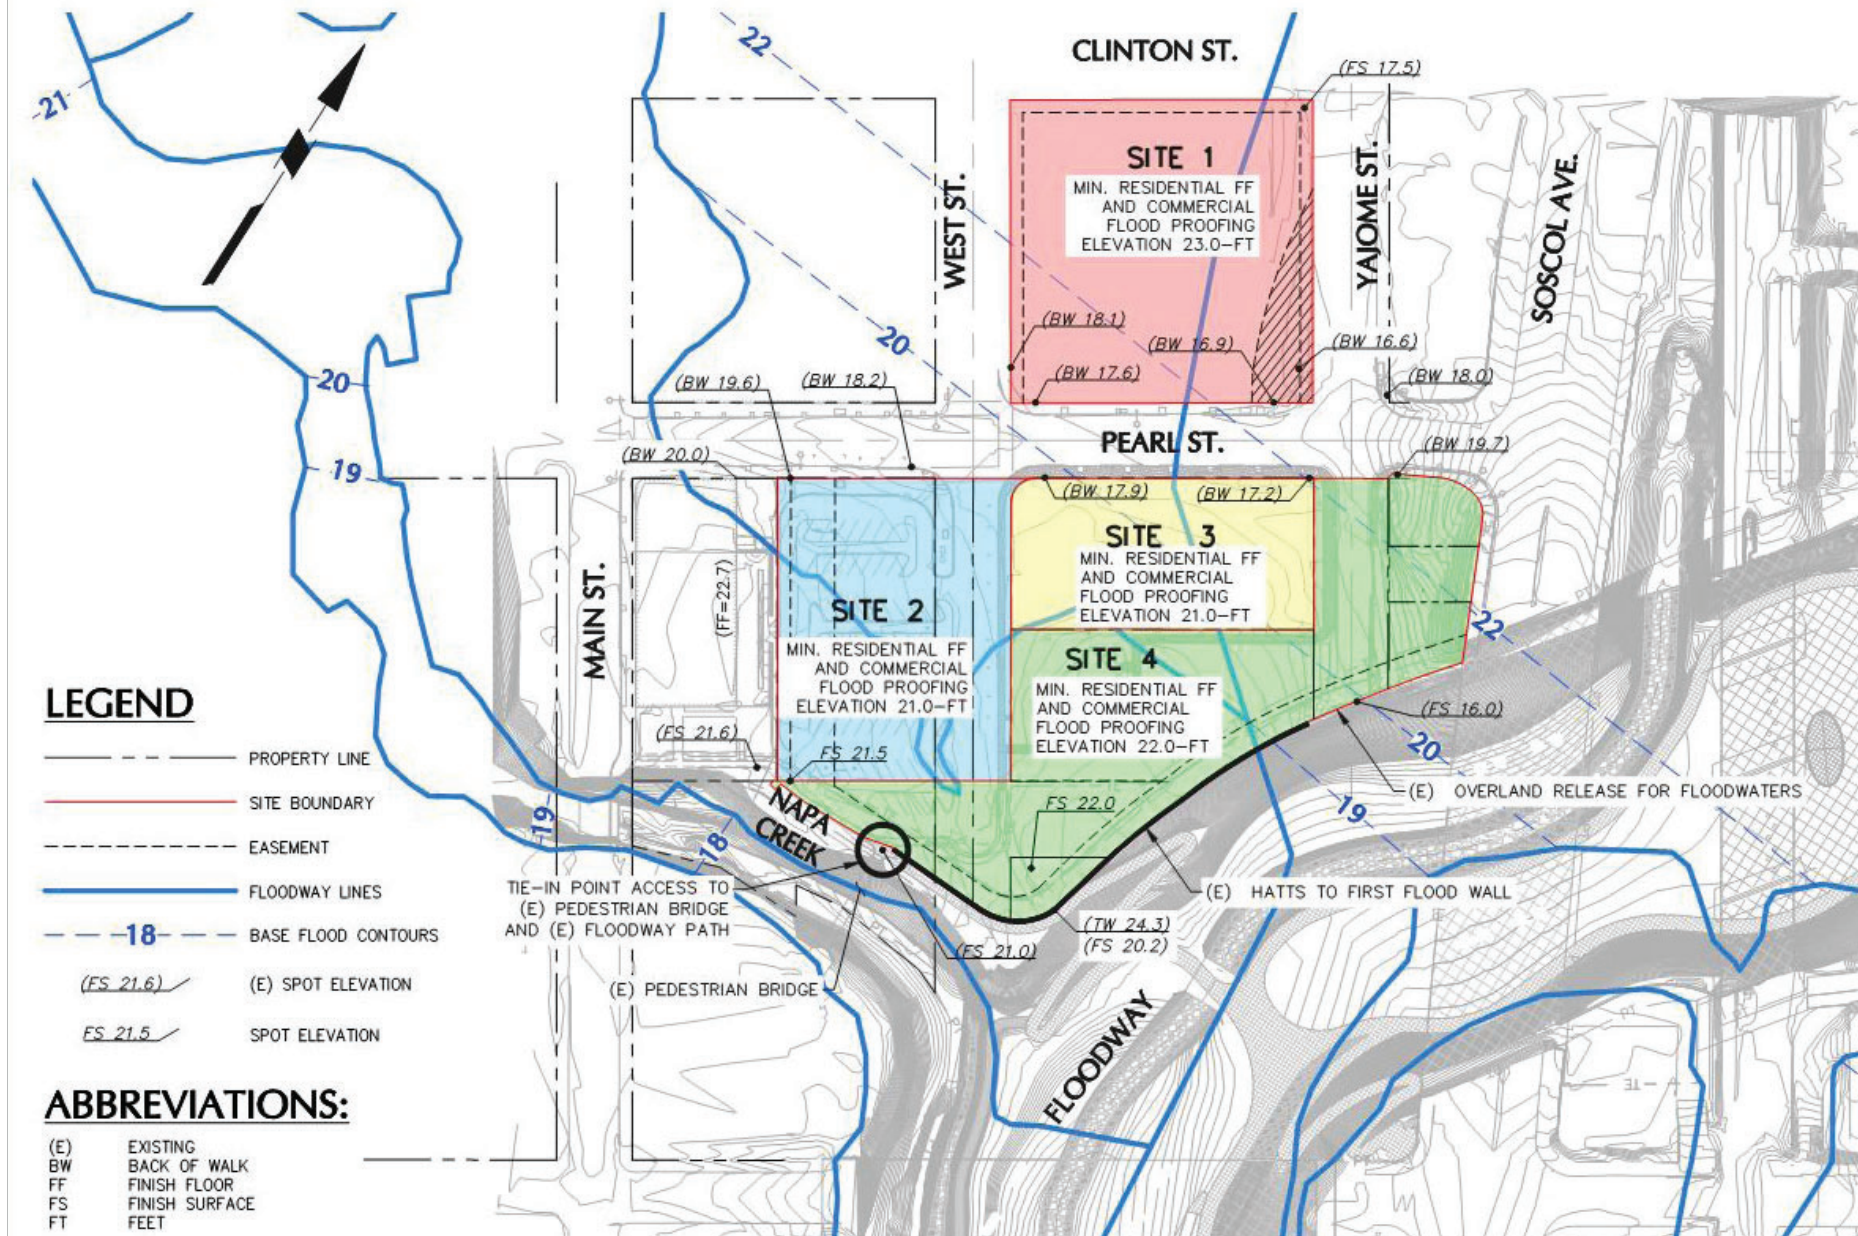 22
CLINTON ST.
(FS 17.5)
21
SITE 1
MIN. RESIDENTIAL FF
AND COMMERCIAL
FLOOD PROOFING
ELEVATION 23.0-FT
WEST ST.
YAJOME ST.
SOSCOL AVE.
(BW 18.1)
(BW 16.9)
(BW 16.6)
20
20
(BW 19.6)
(BW 18.2)
(BW 17.6)
(BW 18.0)
PEARL ST.
(BW 19.7)
(BW 20.0)
19
(BW 17.9)
(BW 17.2)
SITE 3
MIN. RESIDENTIAL FF
AND COMMERCIAL
FLOOD PROOFING
ELEVATION 21.0-FT
MAIN ST.
(FF=22.7)
SITE 2
MIN. RESIDENTIAL FF
AND COMMERCIAL
FLOOD PROOFING
ELEVATION 21.0-FT
22
SITE 4
MIN. RESIDENTIAL FF
AND COMMERCIAL
FLOOD PROOFING
ELEVATION 22.0-FT
(FS 16.0)
(FS 21.6)
FS 21.5
20
(E) OVERLAND RELEASE FOR FLOODWATERS
19
FS 22.0
NAPA
CREEK
19
18
TIE-IN POINT ACCESS TO
(E) PEDESTRIAN BRIDGE
AND (E) FLOODWAY PATH
(E) HATTS TO FIRST FLOOD WALL
(TW 24.3)
(FS 20.2)
(FS 21.0)
(E) PEDESTRIAN BRIDGE
FLOODWAY
LEGEND
PROPERTY LINE
SITE BOUNDARY
EASEMENT
FLOODWAY LINES
18 BASE FLOOD CONTOURS
(FS 21.6) (E) SPOT ELEVATION
FS 21.5 SPOT ELEVATION
ABBREVIATIONS:
(E) EXISTING
BW BACK OF WALK
FF FINISH FLOOR
FS FINISH SURFACE
FT FEET